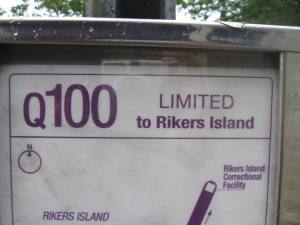 Q100 LIMITED
to Rikers Island
N
Rikers Island
Correctional
Facility
RIKERS ISLAND